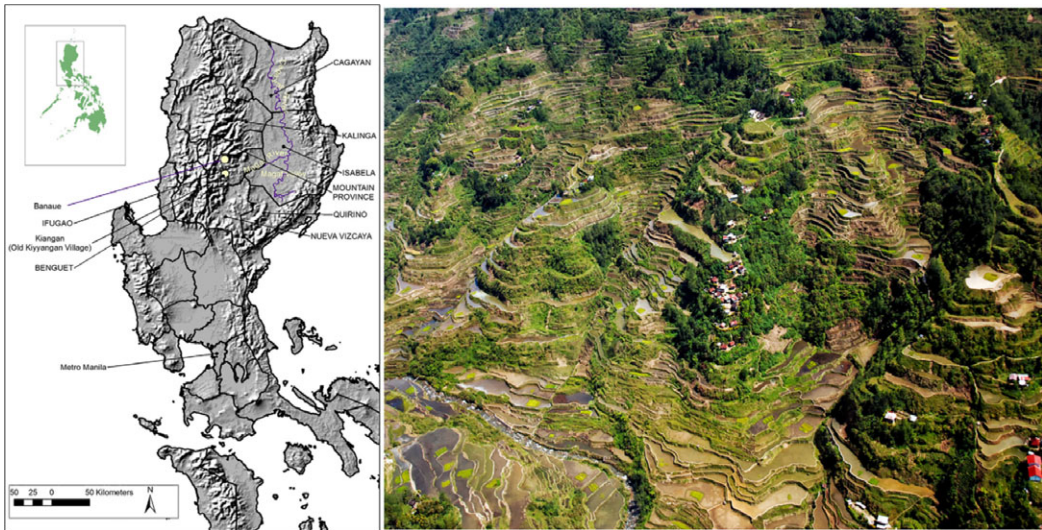 CAGAYAN
KALINGA
ISABELA
MOUNTAIN
PROVINCE
QUIRINO
NUEVA VIZCAYA
Banaue
IFUGAO
Kiangan
(Old Kiyyangan Village)
BENGUET
Metro Manila
50 25 0 50 Kilometers
N